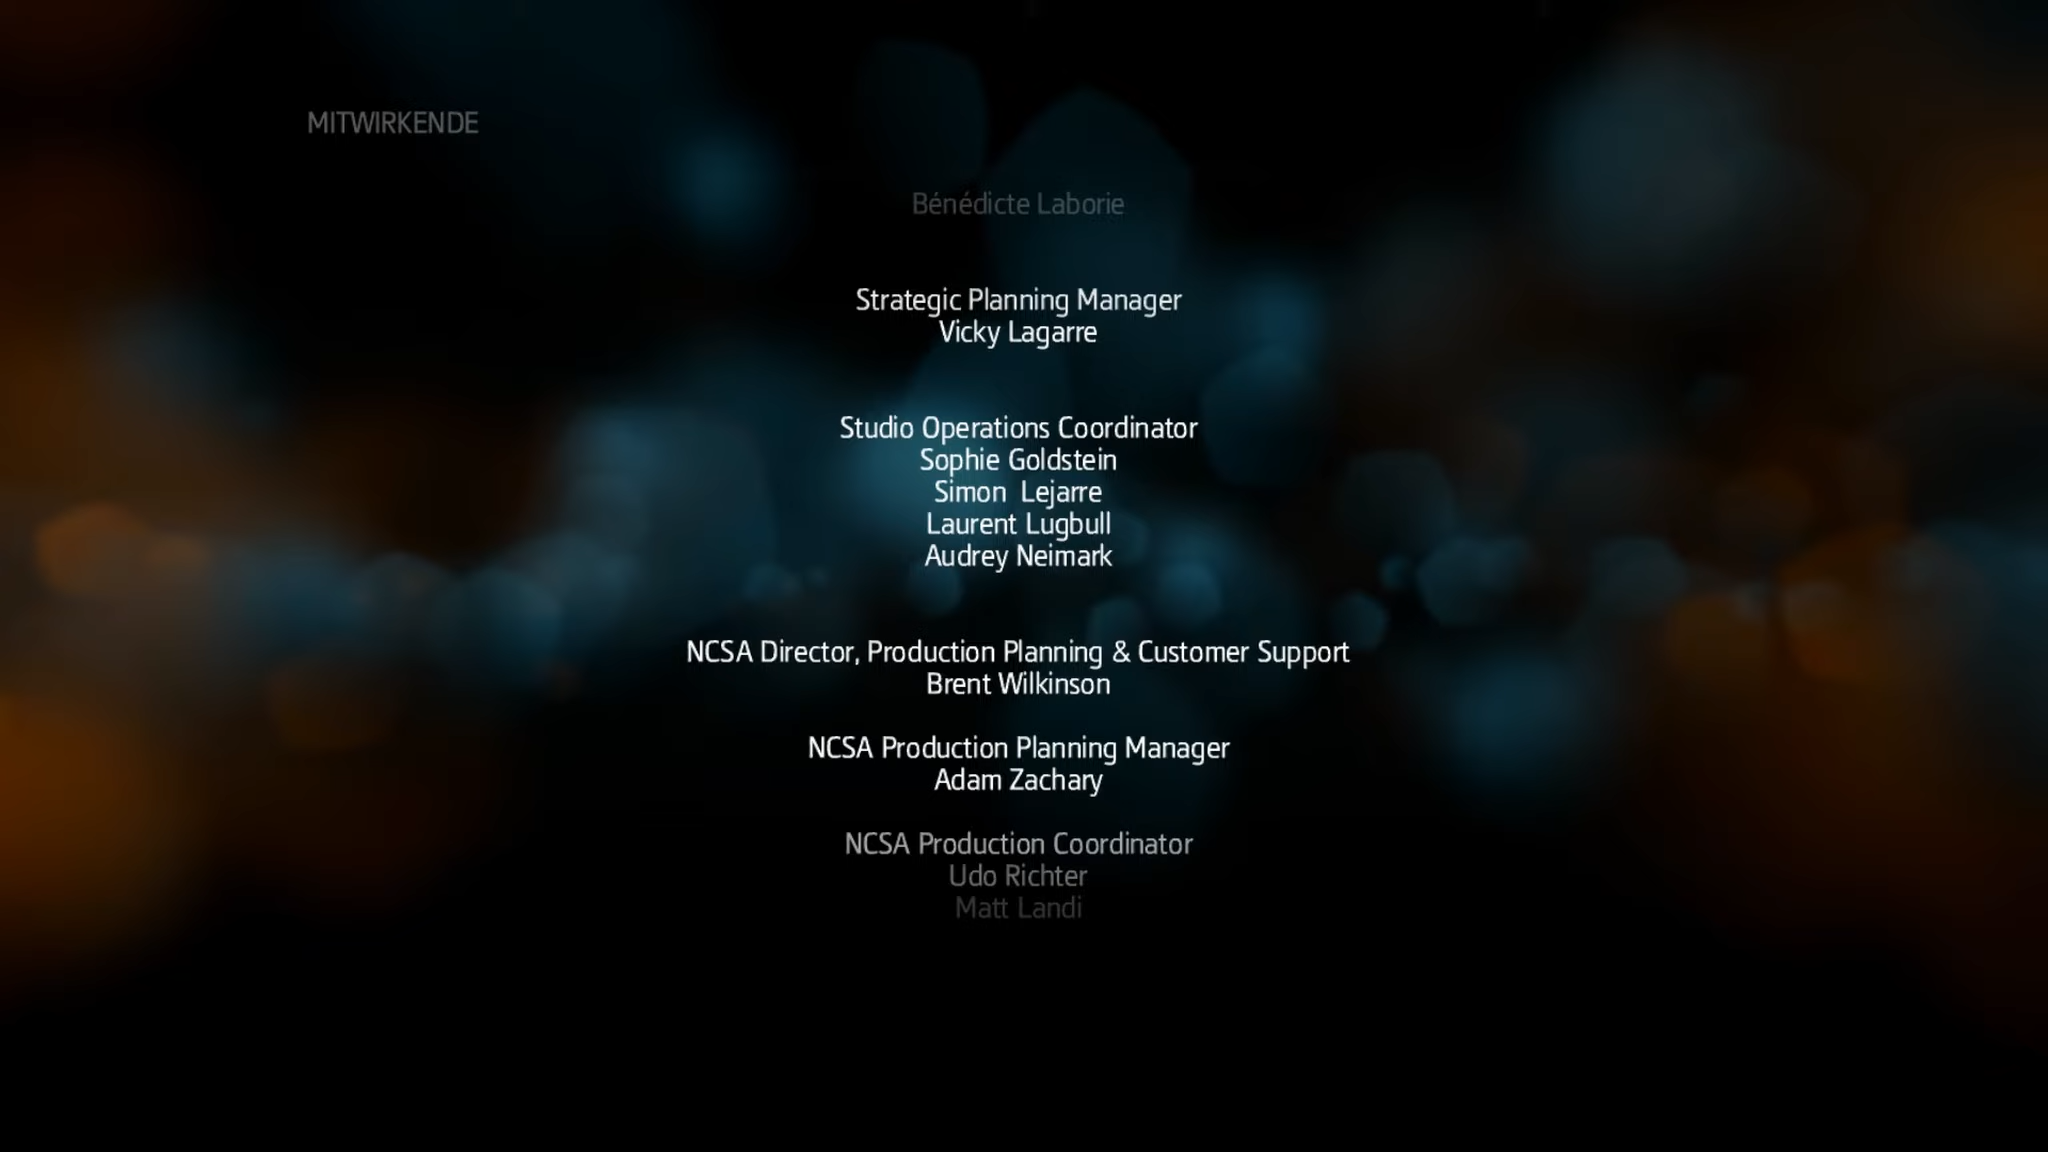 MITWIRKENDE
Bénédicte Laborie
Strategic Planning Manager
Vicky Lagarre
Studio Operations Coordinator
Sophie Goldstein
Simon  Lejarre
Laurent Lugbull
Audrey Neimark
NCSA Director, Production Planning & Customer Support
Brent Wilkinson
NCSA Production Planning Manager
Adam Zachary
NCSA Production Coordinator
Udo Richter
Matt Landi